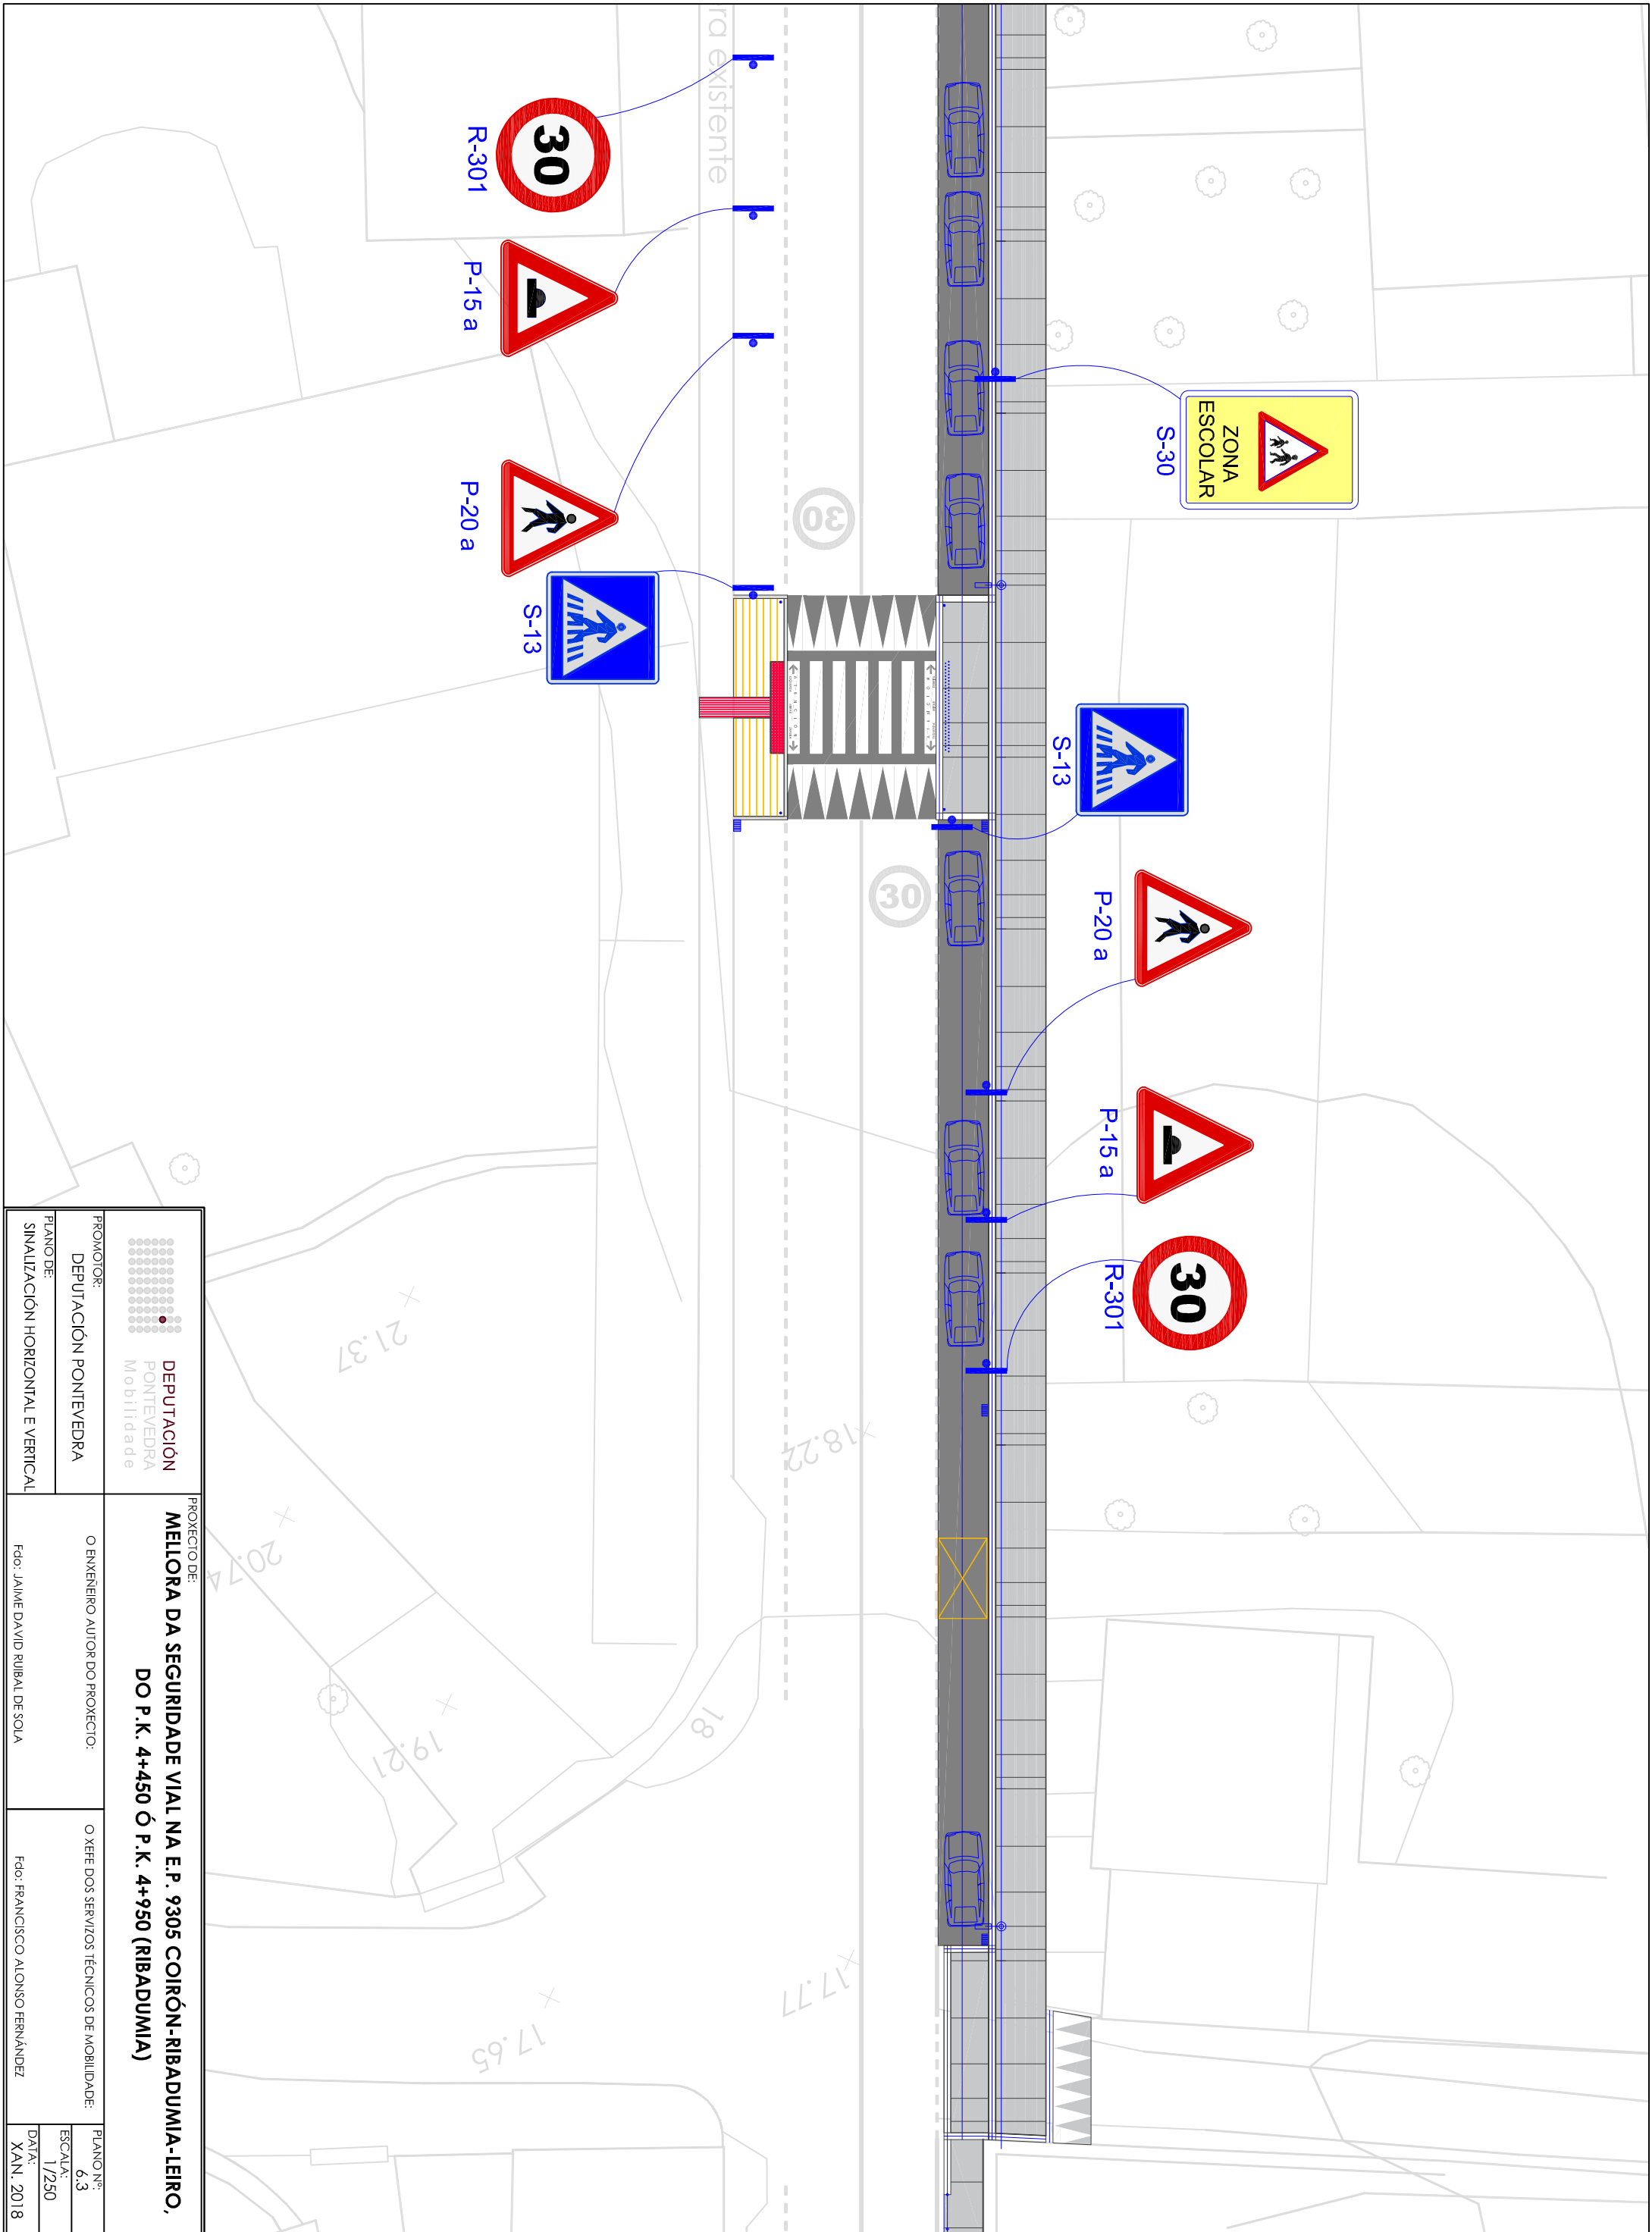 ra existente
30
R-301
P-15 a
P-20 a
S-13
ZONA
ESCOLAR
S-30
30
30
S-13
P-20 a
P-15 a
30
R-301
21.37
18.22
20.74
19.21
18
17.77
17.65
DEPUTACIÓN
PONTEVEDRA
Mobilidade
PROMOTOR:
DEPUTACIÓN PONTEVEDRA
PLANO DE:
SINALIZACIÓN HORIZONTAL E VERTICAL
PROXECTO DE:
MELLORA DA SEGURIDADE VIAL NA E.P. 9305 COIRÓN-RIBADUMIA-LEIRO,
DO P.K. 4+450 Ó P.K. 4+950 (RIBADUMIA)
O ENXEÑEIRO AUTOR DO PROXECTO:
Fdo: JAIME DAVID RUIBAL DE SOLA
O XEFE DOS SERVIZOS TÉCNICOS DE MOBILIDADE:
Fdo: FRANCISCO ALONSO FERNÁNDEZ
PLANO Nº:
6.3
ESCALA:
1/250
DATA:
XAN. 2018